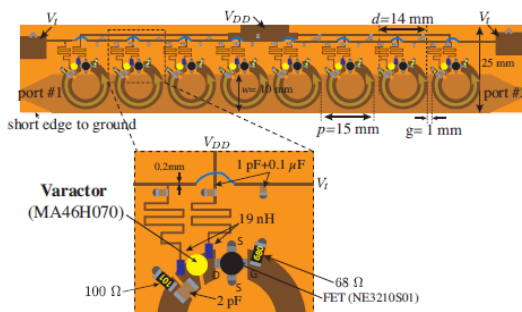 V_t
V_DD
d=14 mm
V_t
25 mm
port #1
w= 10 mm
port #2
short edge to ground
p=15 mm
g= 1 mm
V_DD
0.2mm
1 pF+0.1 μF
V_t
Varactor
(MA46H070)
19 nH
S
D
G
S
680
68 Ω
100 Ω
101
2 pF
FET (NE3210S01)